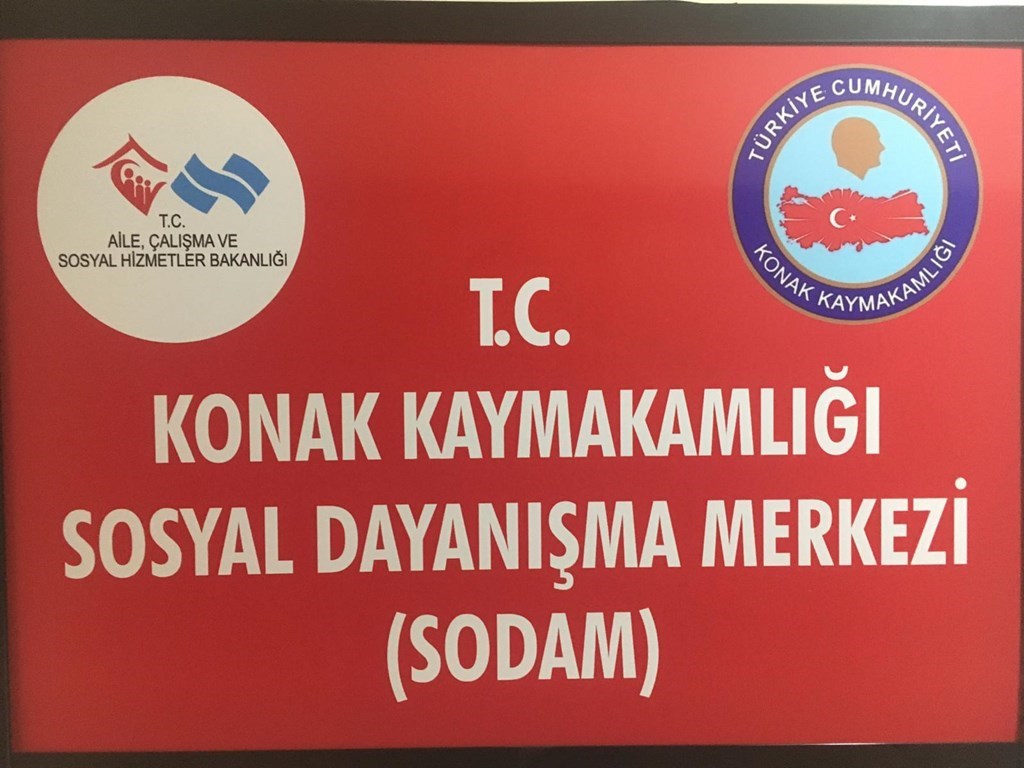 T.C.
AİLE, ÇALIŞMA VE
SOSYAL HİZMETLER BAKANLIĞI
TÜRKİYE CUMHURİYETİ
KONAK KAYMAKAMLIĞI
T.C.
KONAK KAYMAKAMLIĞI
SOSYAL DAYANIŞMA MERKEZİ
(SODAM)